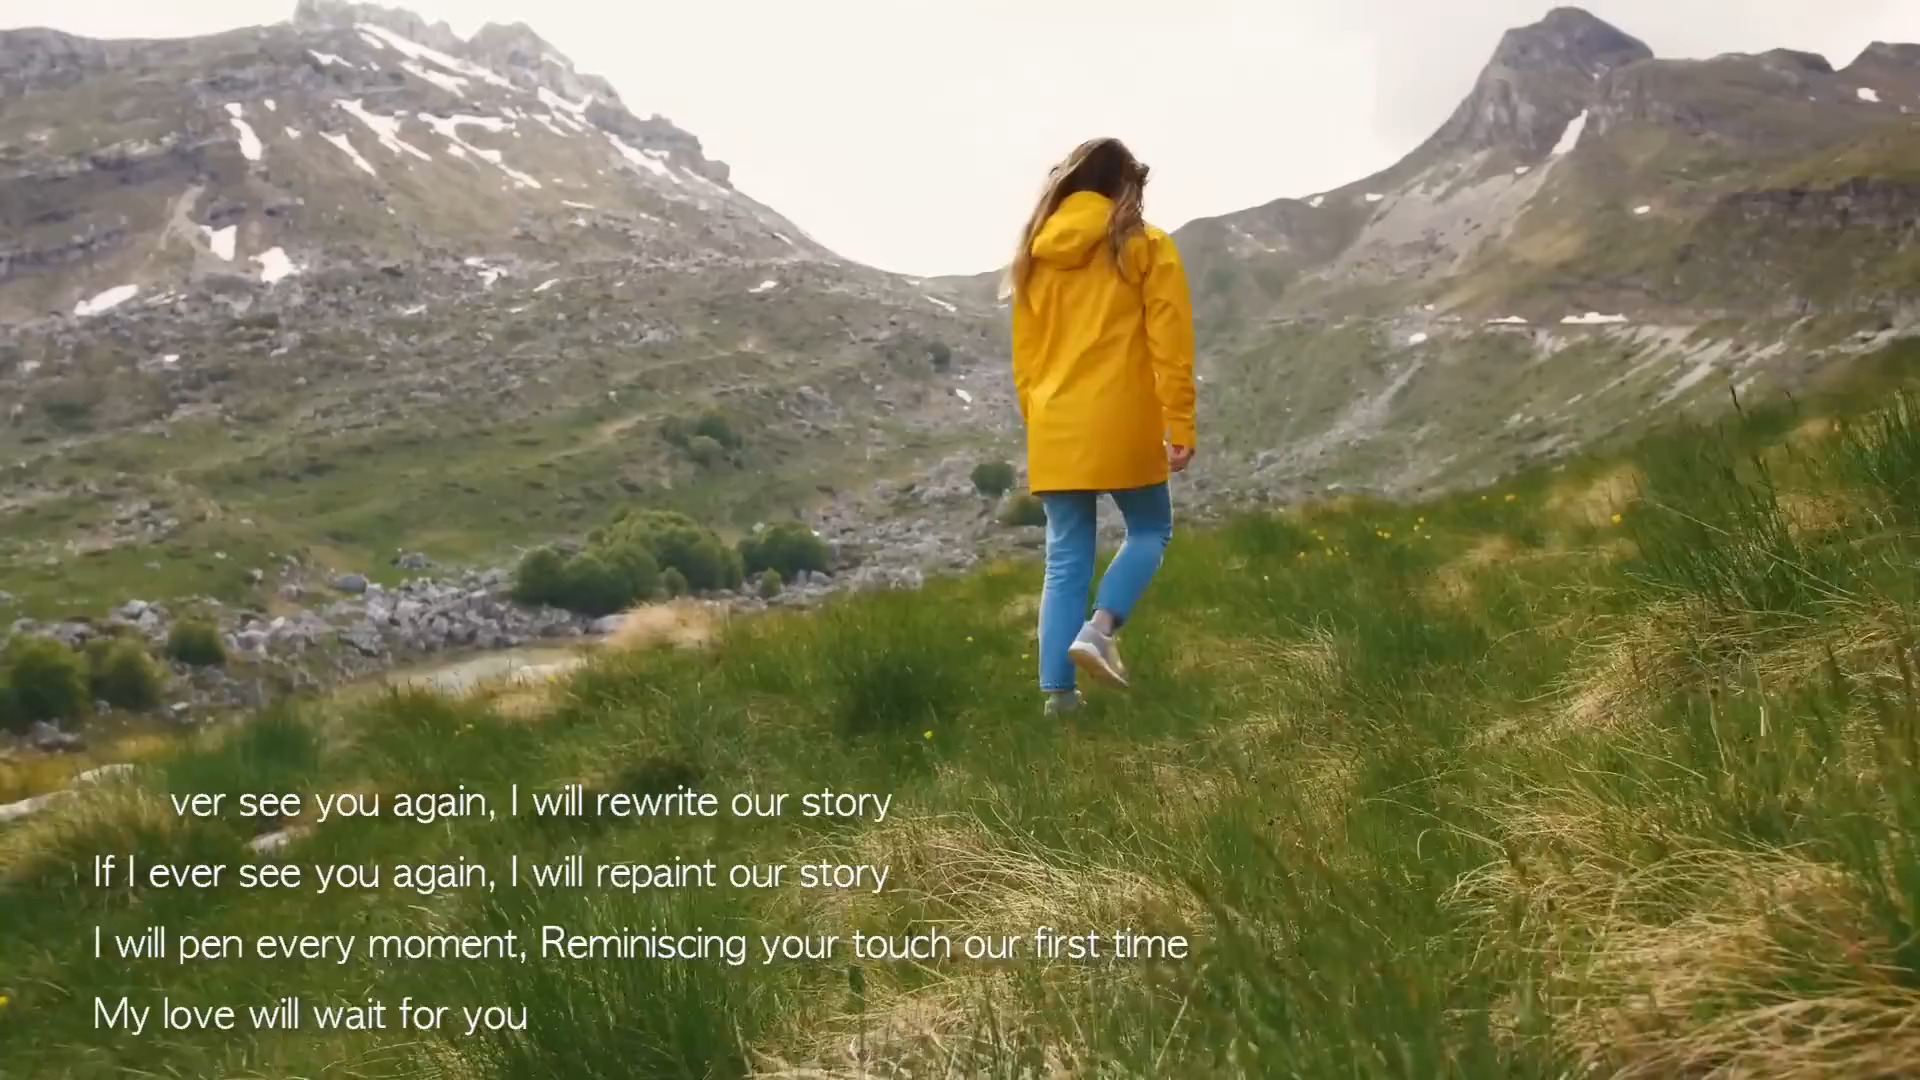 ver see you again, I will rewrite our story
If I ever see you again, I will repaint our story
I will pen every moment, Reminiscing your touch our first time
My love will wait for you